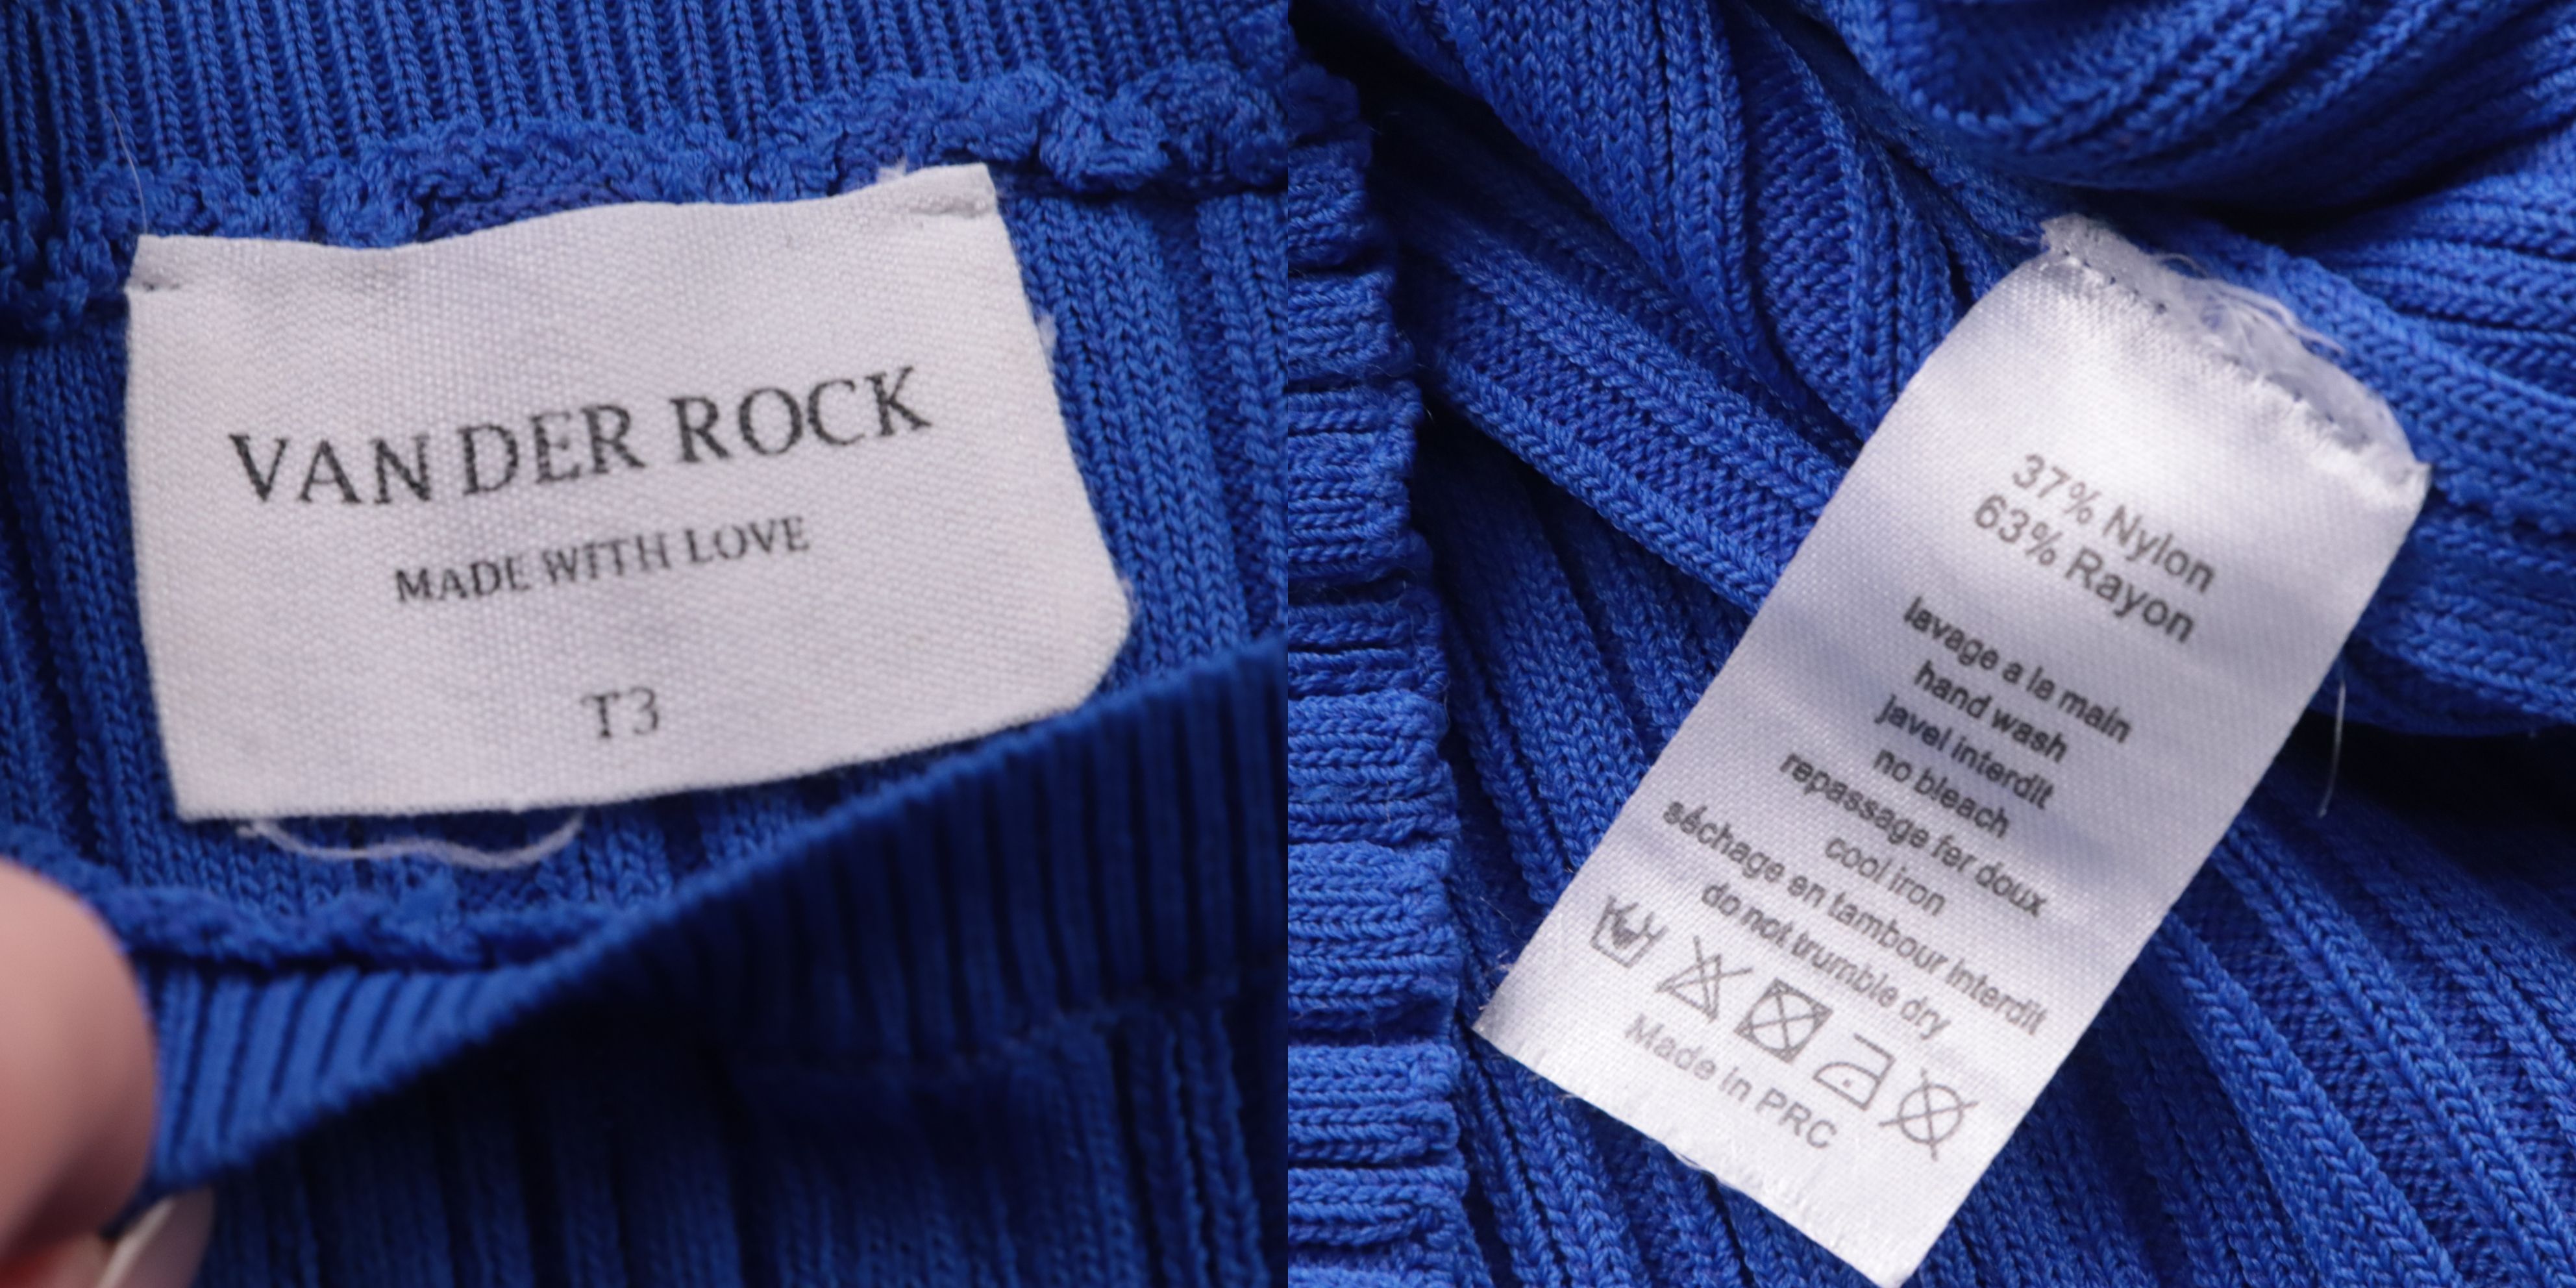 VAN DER ROCK
MADE WITH LOVE
T3
37% Nylon
63% Rayon
lavage a la main
hand wash
javel interdit
no bleach
repassage fer doux
cool iron
séchage en tambour interdit
do not trumble dry
Made in PRC